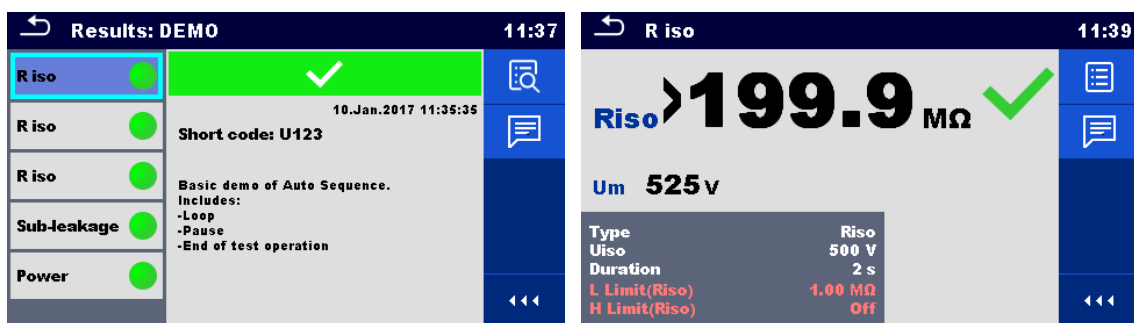 Results: DEMO 11:37
R iso
R iso
R iso
Sub-leakage
Power
10.Jan.2017 11:35:35
Short code: U123
Basic demo of Auto Sequence.
Includes:
-Loop
-Pause
-End of test operation
R iso 11:39
Riso >199.9 MΩ
Um 525 V
Type Riso
Uiso 500 V
Duration 2 s
L Limit(Riso) 1.00 MΩ
H Limit(Riso) Off